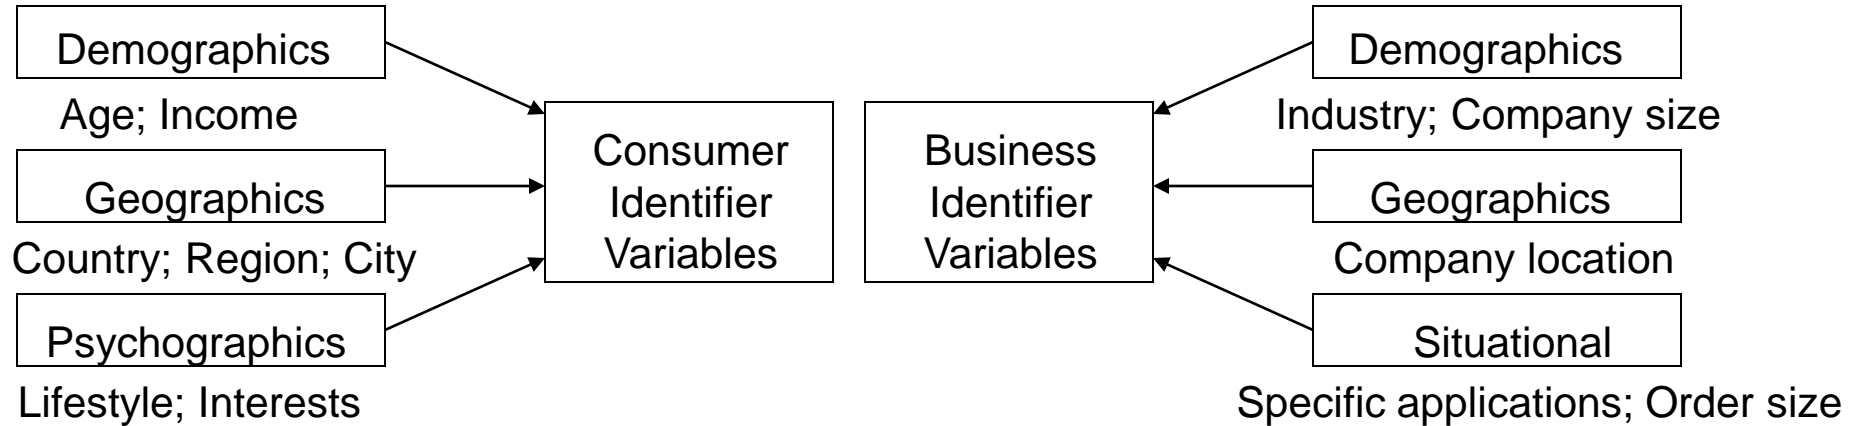 Demographics
Age; Income
Geographics
Country; Region; City
Psychographics
Lifestyle; Interests
Consumer
Identifier
Variables
Business
Identifier
Variables
Demographics
Industry; Company size
Geographics
Company location
Situational
Specific applications; Order size